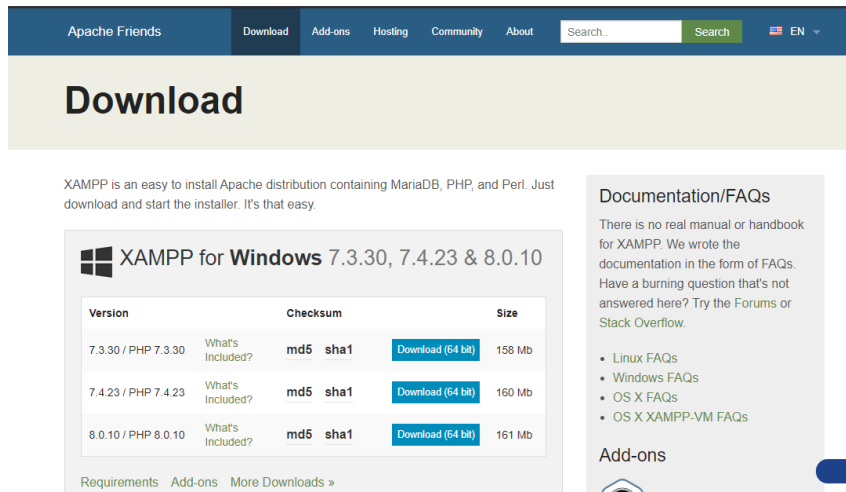 Apache Friends Download Add-ons Hosting Community About Search.. Search EN
Download
XAMPP is an easy to install Apache distribution containing MariaDB, PHP, and Perl. Just
download and start the installer. It's that easy.
XAMPP for Windows 7.3.30, 7.4.23 & 8.0.10
Version Checksum Size
7.3.30 / PHP 7.3.30 What's Included? md5 sha1 Download (64 bit) 158 Mb
7.4.23 / PHP 7.4.23 What's Included? md5 sha1 Download (64 bit) 160 Mb
8.0.10 / PHP 8.0.10 What's Included? md5 sha1 Download (64 bit) 161 Mb
Requirements Add-ons More Downloads »
Documentation/FAQs
There is no real manual or handbook
for XAMPP. We wrote the
documentation in the form of FAQs.
Have a burning question that's not
answered here? Try the Forums or
Stack Overflow.
• Linux FAQs
• Windows FAQs
• OS X FAQs
• OS X XAMPP-VM FAQs
Add-ons